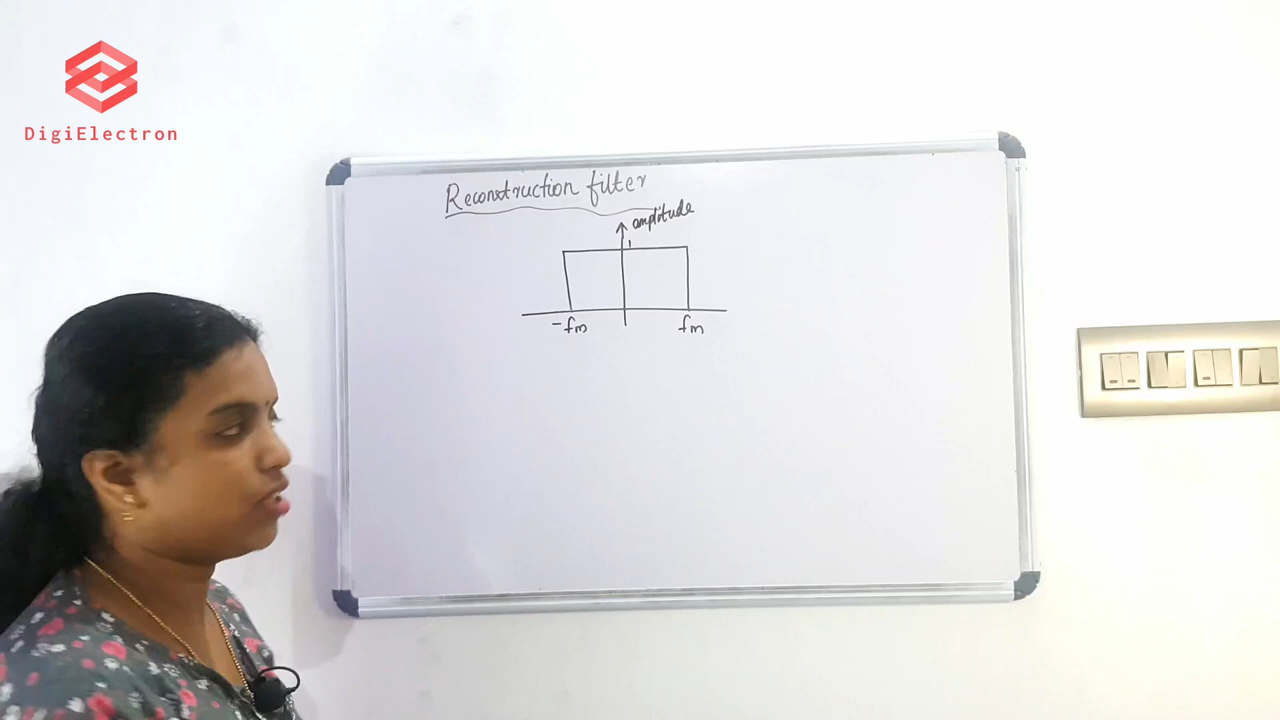 DigiElectron
Reconstruction filter
amplitude
1
-fm
fm